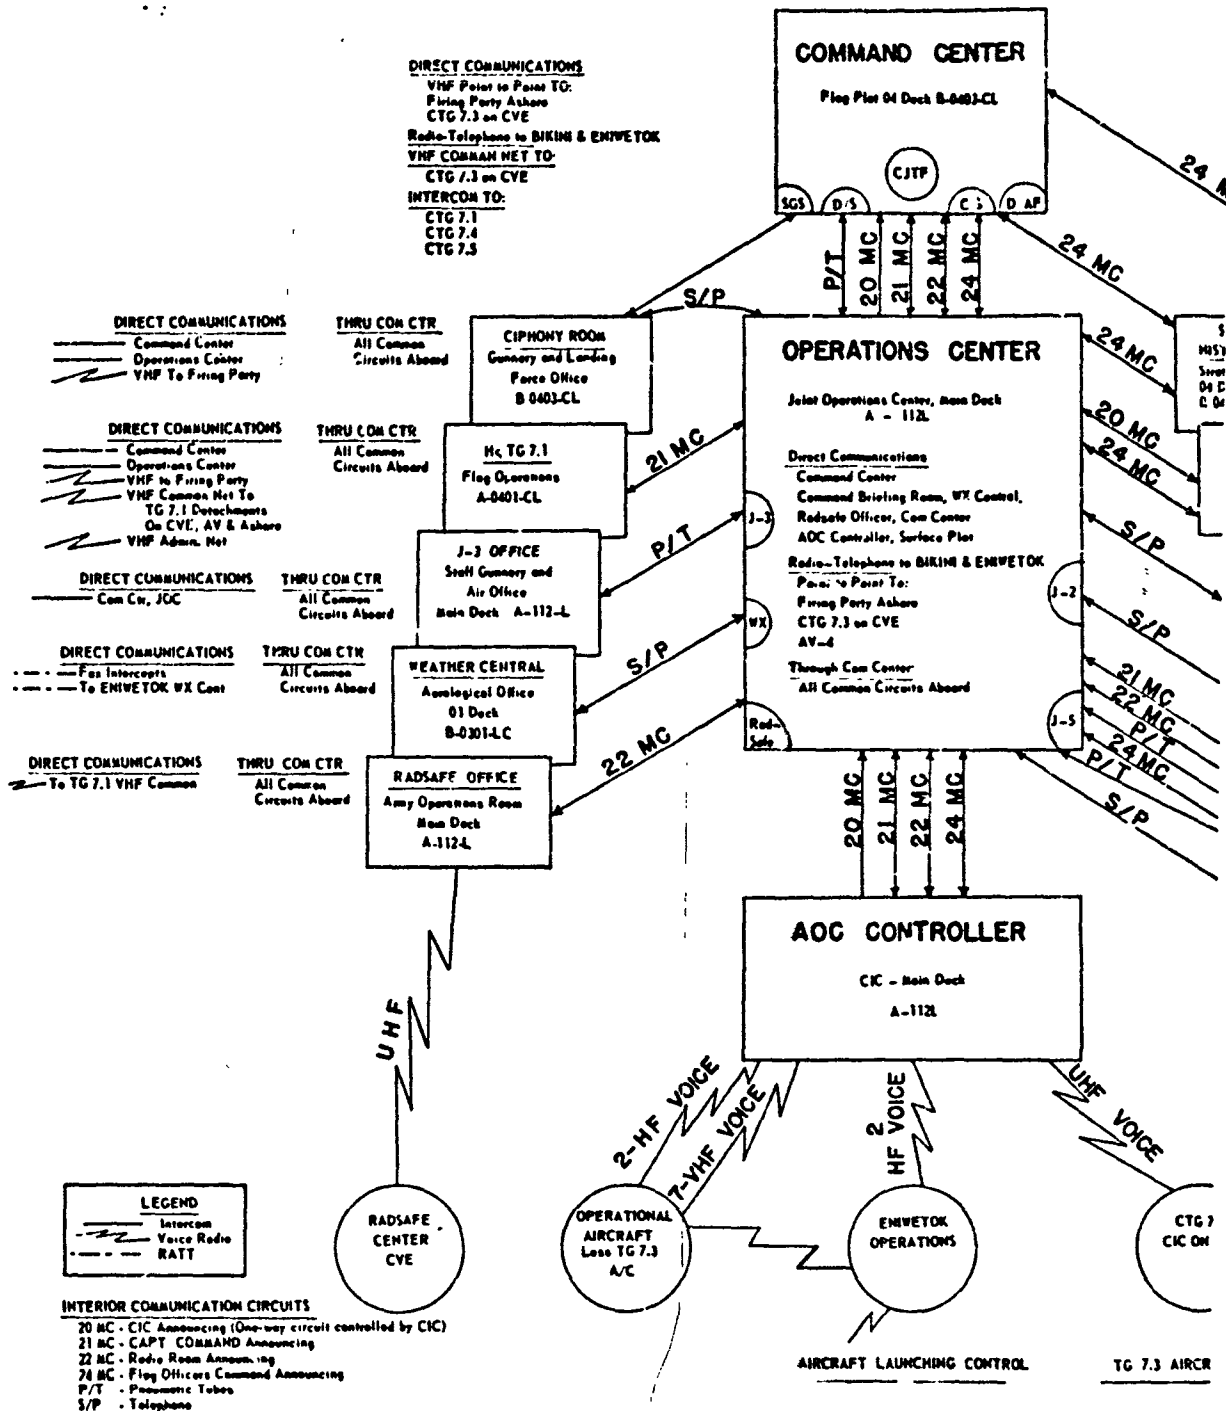 COMMAND CENTER
Flag Plot 04 Deck B-0403-CL
CJTF
SGS
D/S
C/S
24 MC
DIRECT COMMUNICATIONS
VHF Point to Point TO:
Firing Party Ashore
CTG 7.3 on CVE
Radio-Telephone to BIKINI & ENIWETOK
VHF COMMAN NET TO:
CTG 7.3 on CVE
INTERCOM TO:
CTG 7.1
CTG 7.4
CTG 7.5
P/T
20 MC
21 MC
22 MC
24 MC
24 MC
S/P
DIRECT COMMUNICATIONS
Command Center
Operations Center
VHF To Firing Party
THRU COM CTR
All Common
Circuits Aboard
CIPHONY ROOM
Gunnery and Landing
Force Office
B 0403-CL
DIRECT COMMUNICATIONS
Command Center
Operations Center
VHF to Firing Party
VHF Common Net To
TG 7.1 Detachments
On CVE, AV & Ashore
VHF Admin. Net
THRU COM CTR
All Common
Circuits Aboard
Hq TG 7.1
Flag Operations
A-0401-CL
21 MC
DIRECT COMMUNICATIONS
Com Ctr, JOC
THRU COM CTR
All Common
Circuits Aboard
J-3 OFFICE
Staff Gunnery and
Air Office
Main Deck A-112-L
P/T
DIRECT COMMUNICATIONS
Fax Intercepts
To ENIWETOK WX Cent
THRU COM CTR
All Common
Circuits Aboard
WEATHER CENTRAL
Aerological Office
03 Deck
B-0301-LC
S/P
DIRECT COMMUNICATIONS
To TG 7.1 VHF Common
THRU COM CTR
All Common
Circuits Aboard
RADSAFE OFFICE
Army Operations Room
Main Deck
A-112-L
22 MC
OPERATIONS CENTER
Joint Operations Center, Main Deck
A - 112L
Direct Communications
Command Center
Command Briefing Room, WX Control,
Radsafe Officer, Com Center
AOC Controller, Surface Plot
Radio-Telephone to BIKINI & ENIWETOK
Point to Point To:
Firing Party Ashore
CTG 7.3 on CVE
AV-4
Through Com Center
All Common Circuits Aboard
J-3
WX
Rad-
Safe
J-2
J-5
24 MC
20 MC
24 MC
S/P
S/P
21 MC
22 MC
P/T
24 MC
P/T
S/P
20 MC
21 MC
22 MC
24 MC
AOC CONTROLLER
CIC - Main Deck
A-112L
UHF
2-HF VOICE
7-VHF VOICE
2
HF VOICE
UHF VOICE
RADSAFE
CENTER
CVE
OPERATIONAL
AIRCRAFT
Less TG 7.3
A/C
ENIWETOK
OPERATIONS
CTG 7
CIC ON
AIRCRAFT LAUNCHING CONTROL
TG 7.3 AIRCR
LEGEND
Intercom
Voice Radio
RATT
INTERIOR COMMUNICATION CIRCUITS
20 MC - CIC Announcing (One-way circuit controlled by CIC)
21 MC - CAPT COMMAND Announcing
22 MC - Radio Room Announcing
24 MC - Flag Officers Command Announcing
P/T - Pneumatic Tubes
S/P - Telephone